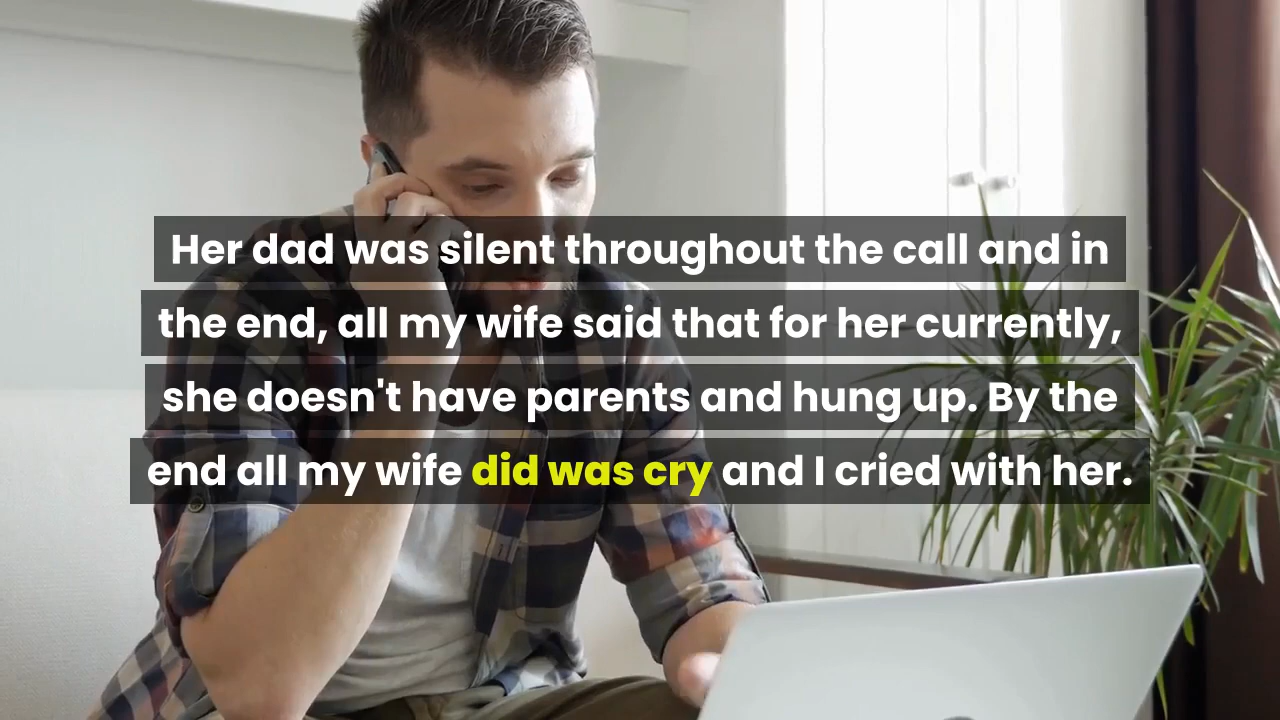 Her dad was silent throughout the call and in
the end, all my wife said that for her currently,
she doesn't have parents and hung up. By the
end all my wife did was cry and I cried with her.